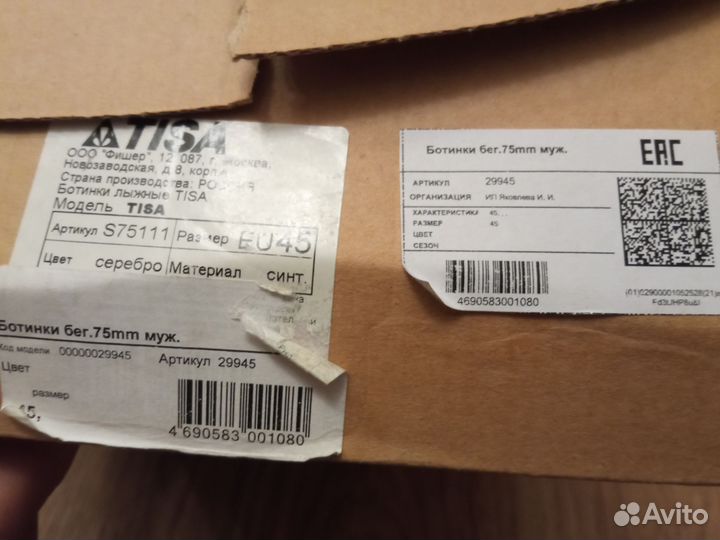 TISA
ООО "Фишер", 12 087, г. Москва,
Новозаводская, д.8, корп
Страна производства: РОССИЯ
Ботинки лыжные TISA
Модель TISA
Артикул S75111 Размер EU45
Цвет серебро Материал синт.
Ботинки бег.75mm муж.
Код модели 00000029945 Артикул 29945
Цвет
размер
45,
4 690583 001080
Ботинки бег.75mm муж.
EAC
АРТИКУЛ 29945
ОРГАНИЗАЦИЯ ИП Яковлева И. И.
ХАРАКТЕРИСТИКИ 45, . .
РАЗМЕР 45
ЦВЕТ
СЕЗОН
4690583001080
Avito